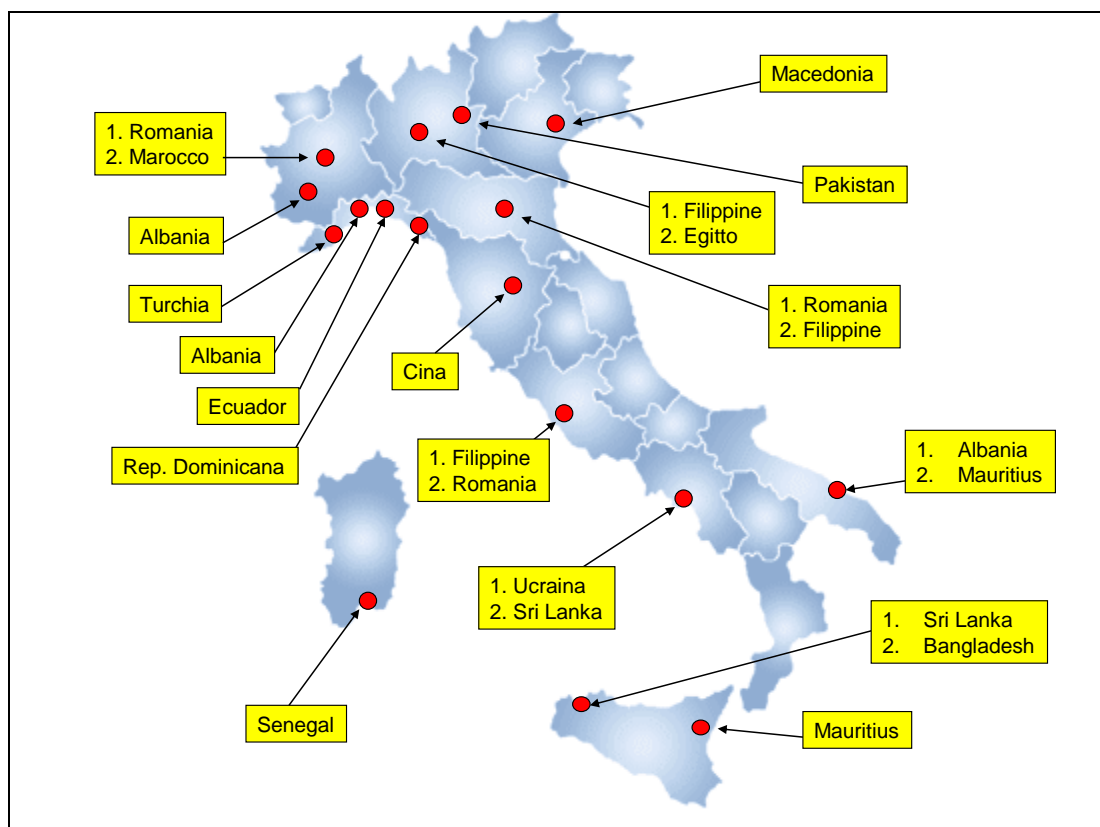 Macedonia
1. Romania
2. Marocco
Pakistan
1. Filippine
2. Egitto
Albania
Turchia
1. Romania
2. Filippine
Albania
Cina
Ecuador
Rep. Dominicana
1. Filippine
2. Romania
1. Albania
2. Mauritius
1. Ucraina
2. Sri Lanka
1. Sri Lanka
2. Bangladesh
Senegal
Mauritius